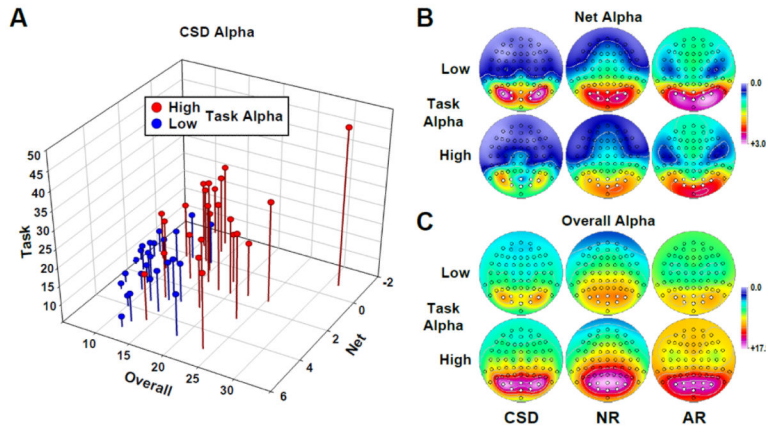 A
CSD Alpha
High
Low
Task Alpha
50
45
40
35
30
25
20
15
10
Task
10
15
20
25
30
Overall
-2
0
2
4
6
Net
B
Net Alpha
Low
Task
Alpha
High
0.0
+3.0
C
Overall Alpha
Low
Task
Alpha
High
0.0
+17.
CSD
NR
AR